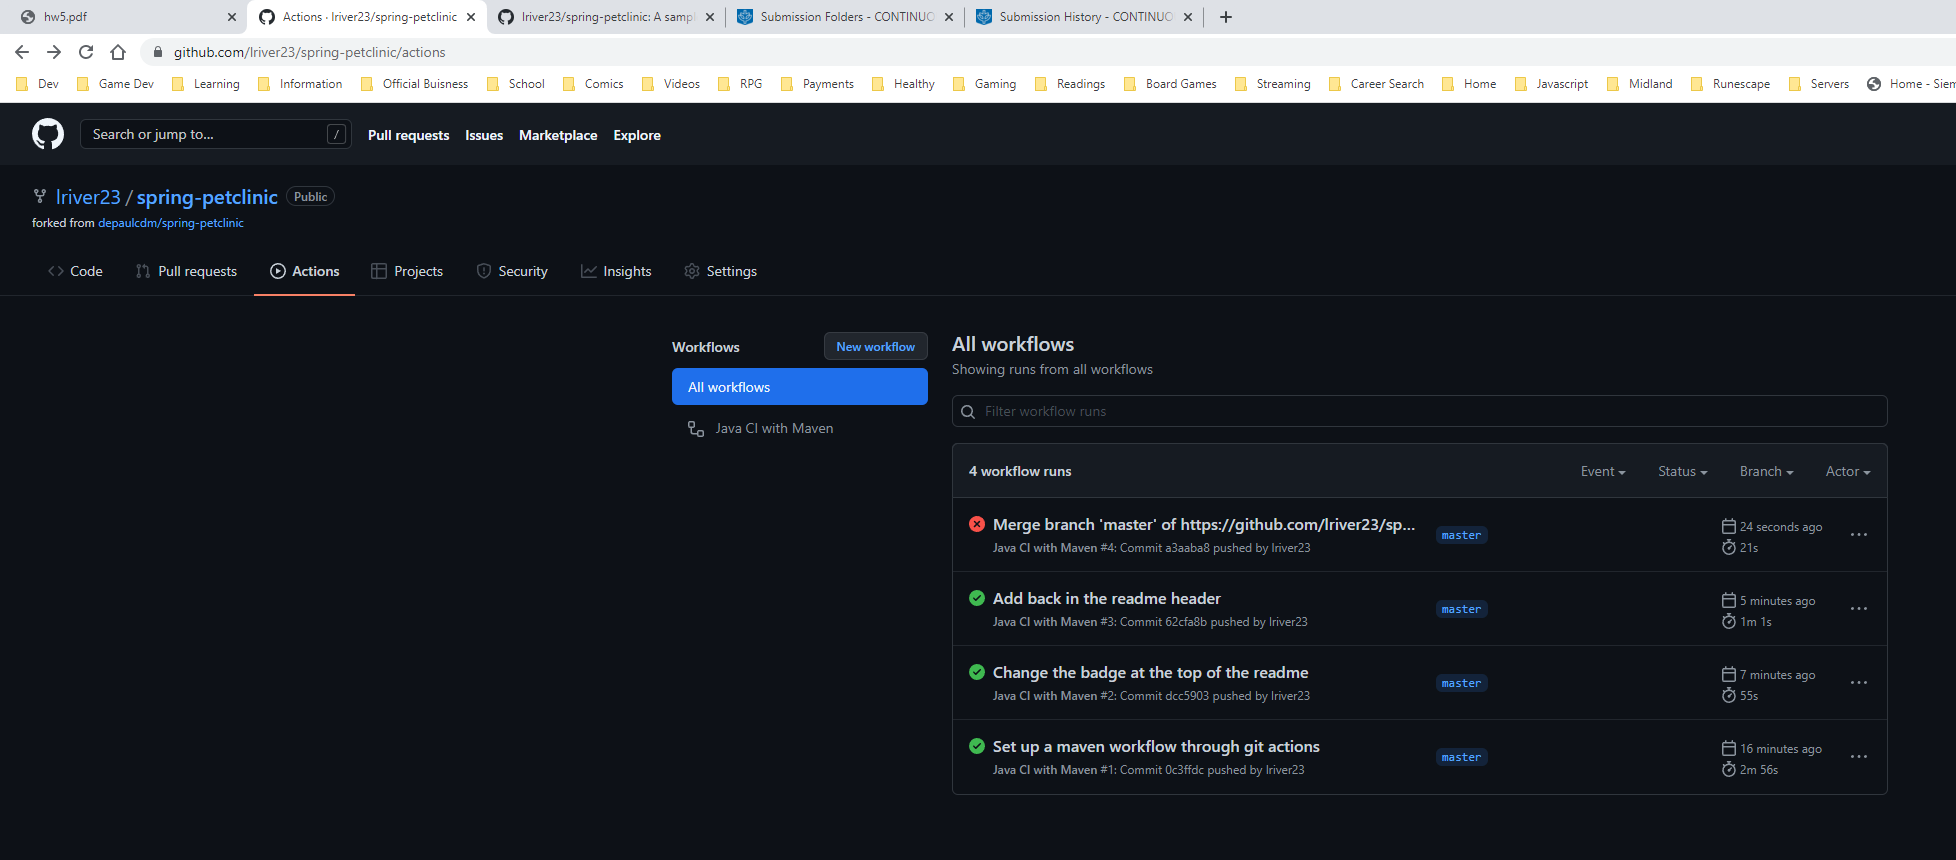 hw5.pdf
Actions · lriver23/spring-petclinic
lriver23/spring-petclinic: A sampl
Submission Folders - CONTINUO
Submission History - CONTINUO
github.com/lriver23/spring-petclinic/actions
Dev Game Dev Learning Information Official Buisness School Comics Videos RPG Payments Healthy Gaming Readings Board Games Streaming Career Search Home Javascript Midland Runescape Servers Home - Siem
Search or jump to... / Pull requests Issues Marketplace Explore
lriver23 / spring-petclinic Public
forked from depaulcdm/spring-petclinic
Code Pull requests Actions Projects Security Insights Settings
Workflows New workflow
All workflows
Java CI with Maven
All workflows
Showing runs from all workflows
Filter workflow runs
4 workflow runs Event Status Branch Actor
Merge branch 'master' of https://github.com/lriver23/sp... master 24 seconds ago
Java CI with Maven #4: Commit a3aaba8 pushed by lriver23 21s
Add back in the readme header master 5 minutes ago
Java CI with Maven #3: Commit 62cfa8b pushed by lriver23 1m 1s
Change the badge at the top of the readme master 7 minutes ago
Java CI with Maven #2: Commit dcc5903 pushed by lriver23 55s
Set up a maven workflow through git actions master 16 minutes ago
Java CI with Maven #1: Commit 0c3ffdc pushed by lriver23 2m 56s